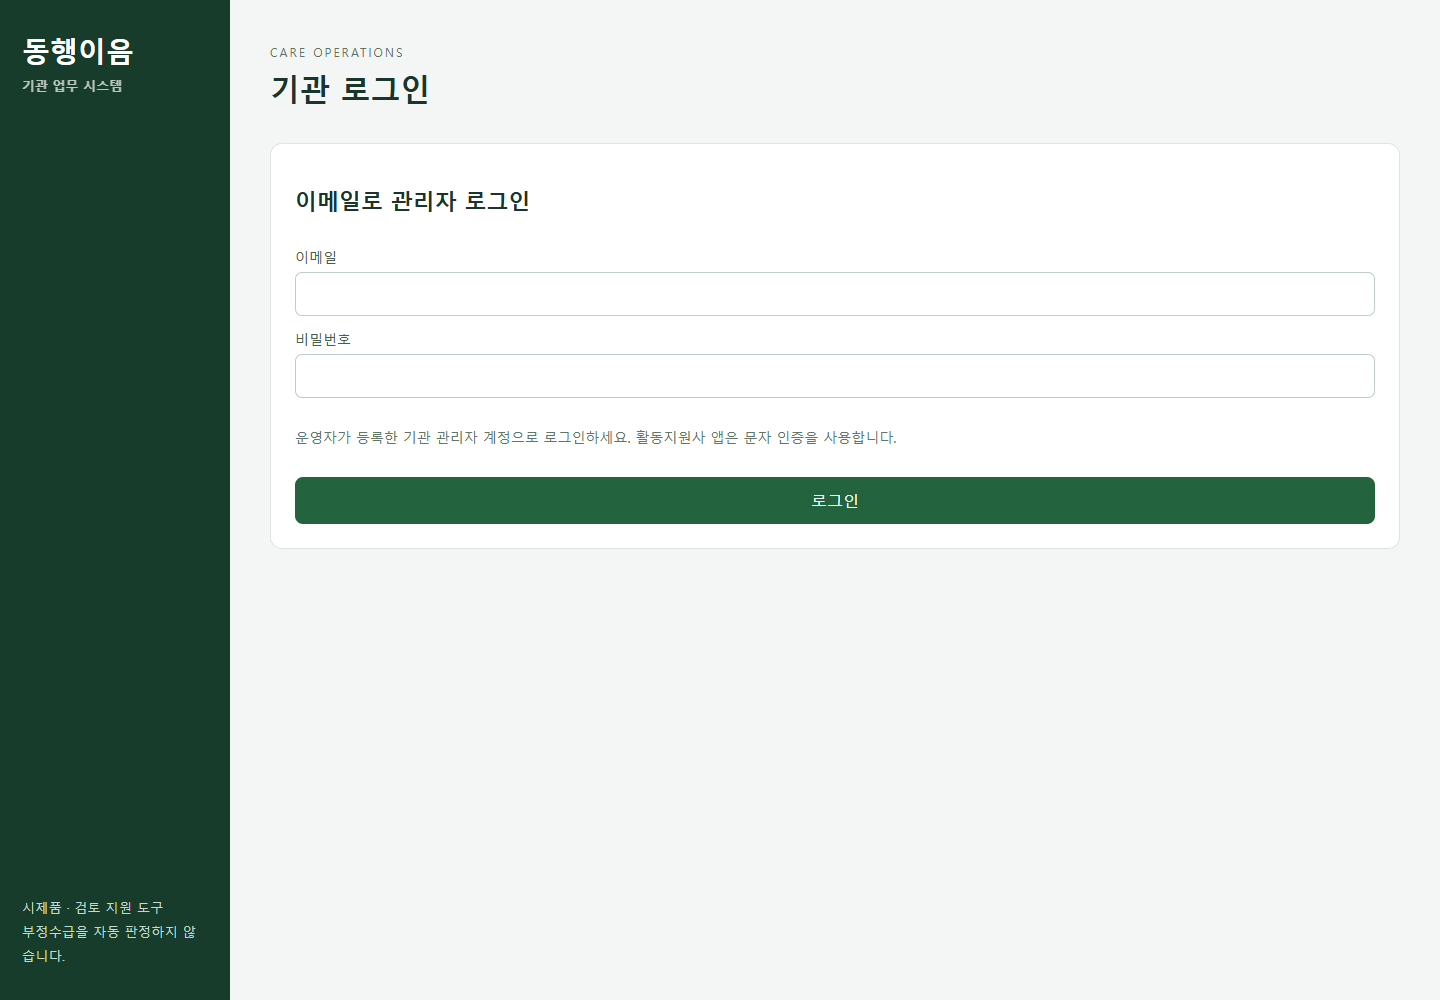 동행이음
기관 업무 시스템
CARE OPERATIONS
기관 로그인
이메일로 관리자 로그인
이메일
비밀번호
운영자가 등록한 기관 관리자 계정으로 로그인하세요. 활동지원사 앱은 문자 인증을 사용합니다.
로그인
시제품 · 검토 지원 도구
부정수급을 자동 판정하지 않
습니다.